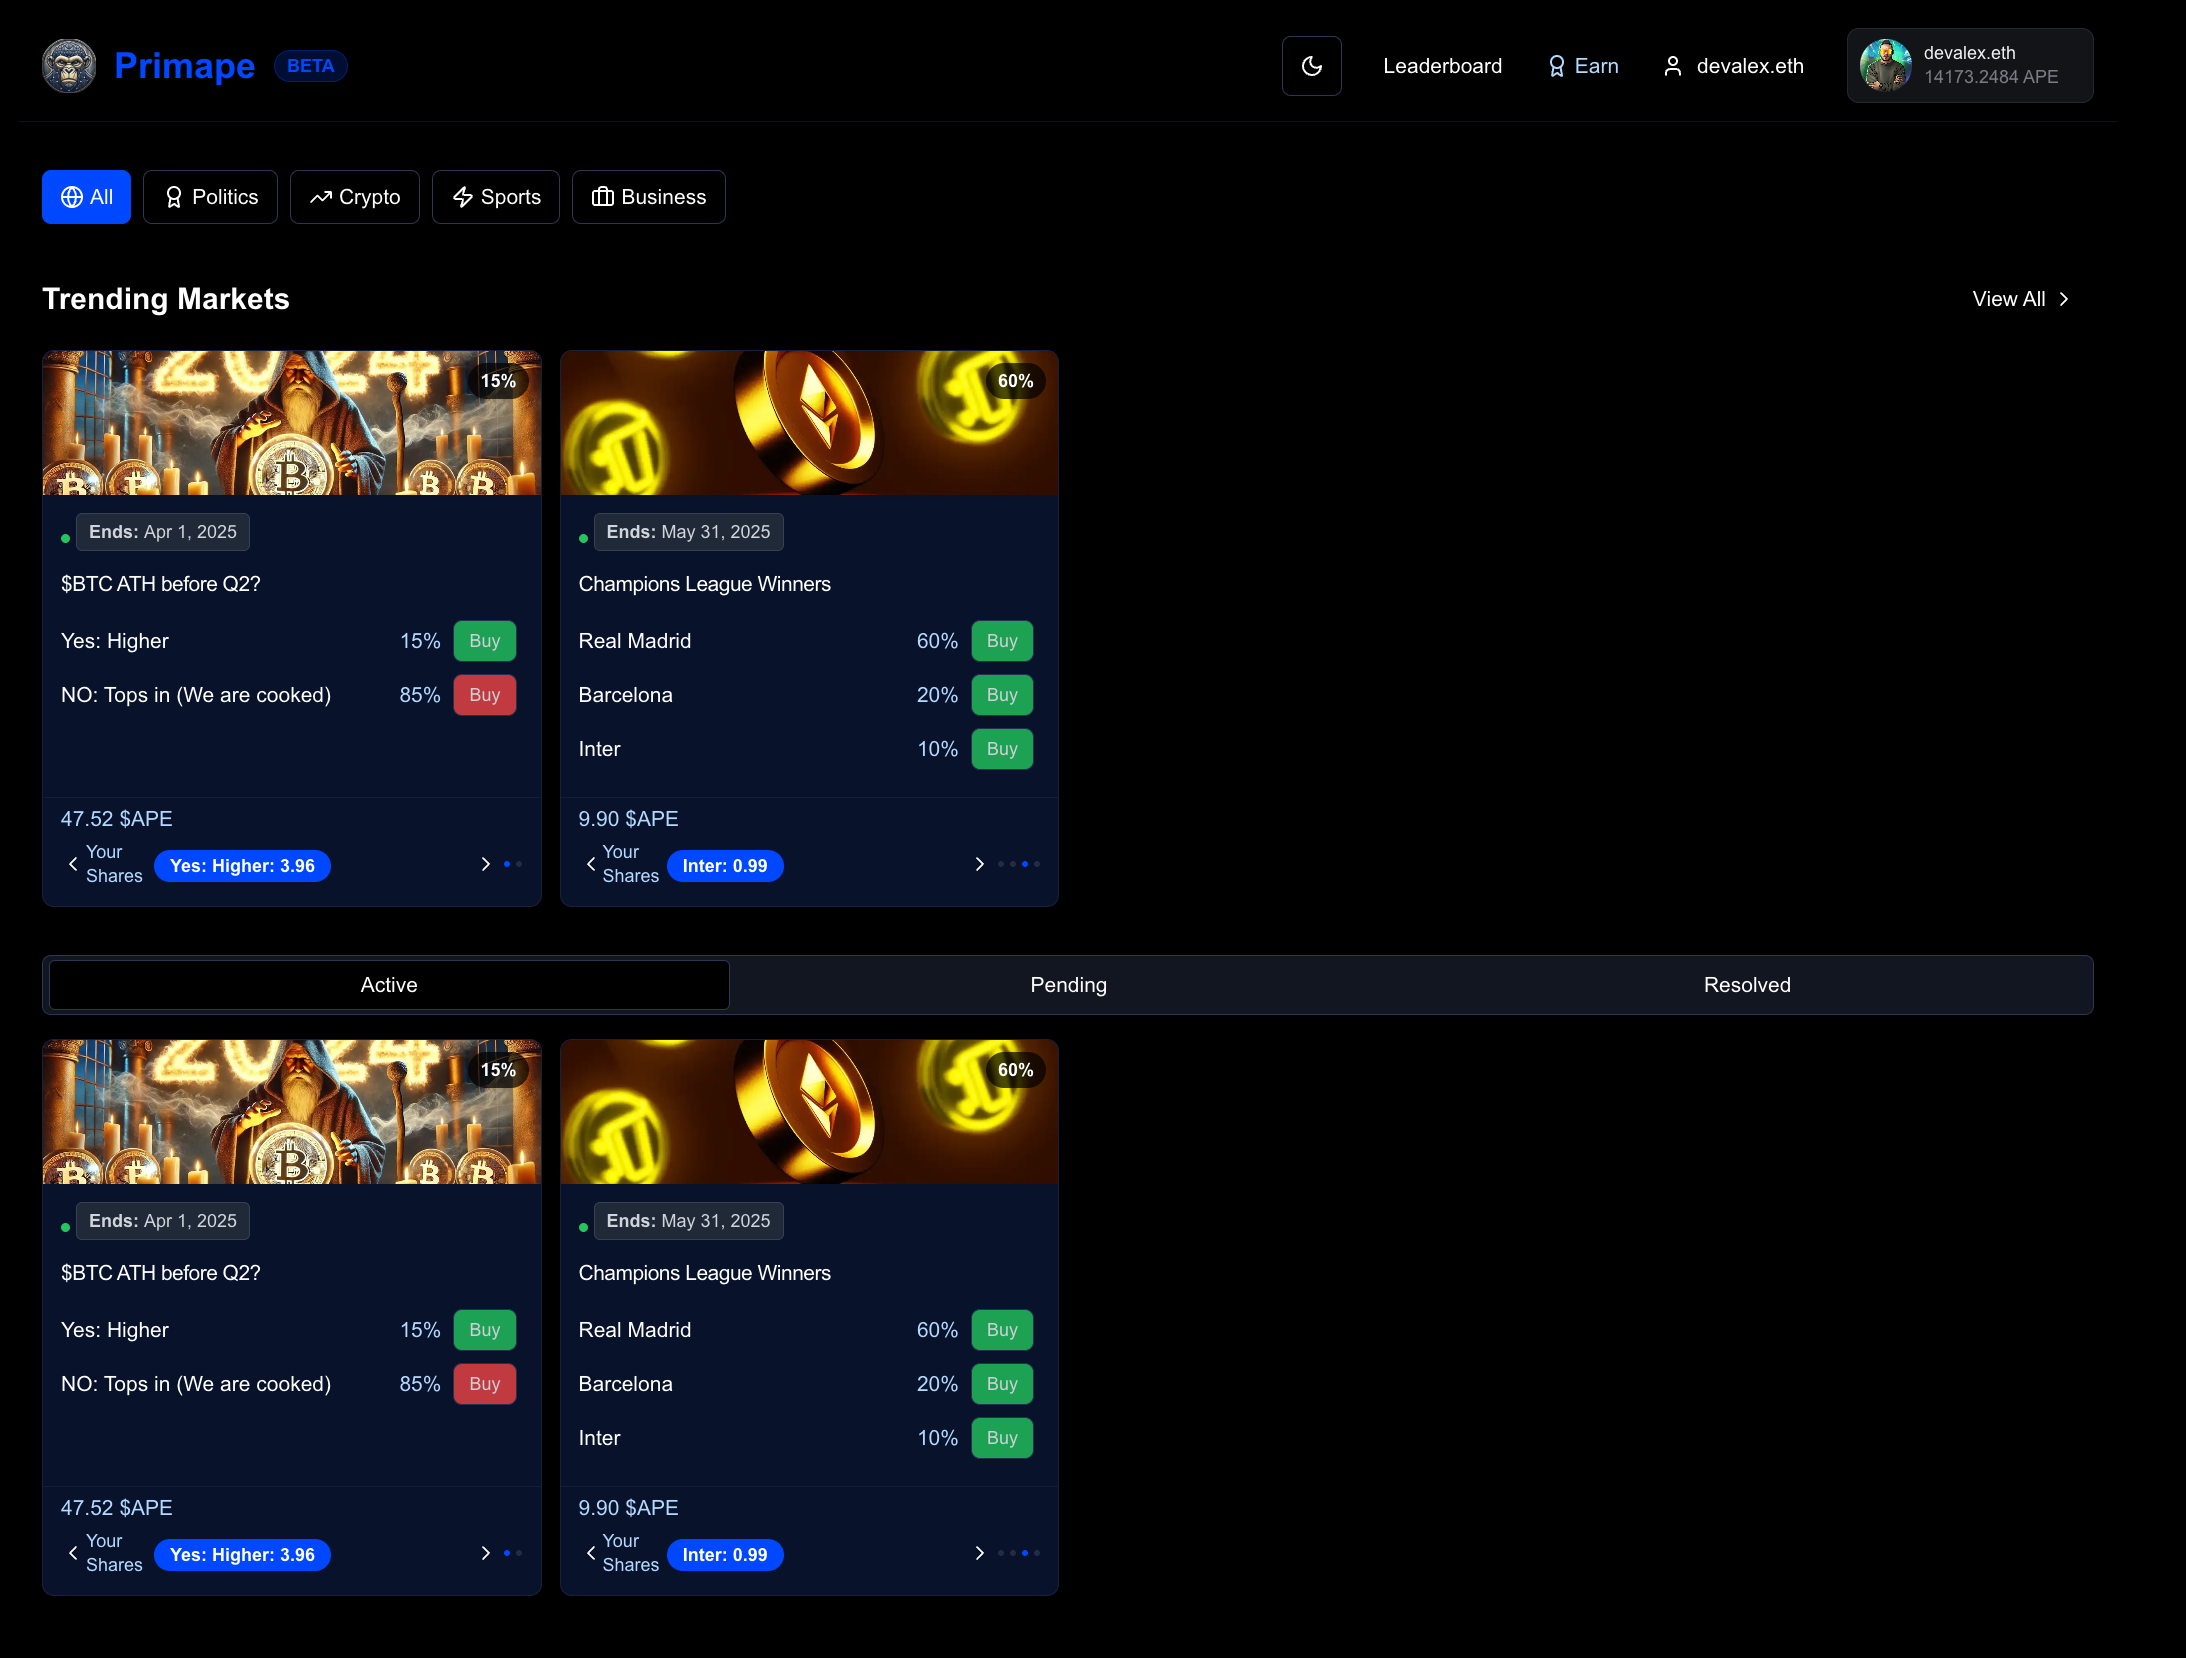 Primape BETA
Leaderboard
Earn
devalex.eth
devalex.eth
14173.2484 APE
All
Politics
Crypto
Sports
Business
Trending Markets
View All
2024
15%
Ends: Apr 1, 2025
$BTC ATH before Q2?
Yes: Higher 15% Buy
NO: Tops in (We are cooked) 85% Buy
47.52 $APE
Your
Shares
Yes: Higher: 3.96
60%
Ends: May 31, 2025
Champions League Winners
Real Madrid 60% Buy
Barcelona 20% Buy
Inter 10% Buy
9.90 $APE
Your
Shares
Inter: 0.99
Active
Pending
Resolved
2024
15%
Ends: Apr 1, 2025
$BTC ATH before Q2?
Yes: Higher 15% Buy
NO: Tops in (We are cooked) 85% Buy
47.52 $APE
Your
Shares
Yes: Higher: 3.96
60%
Ends: May 31, 2025
Champions League Winners
Real Madrid 60% Buy
Barcelona 20% Buy
Inter 10% Buy
9.90 $APE
Your
Shares
Inter: 0.99